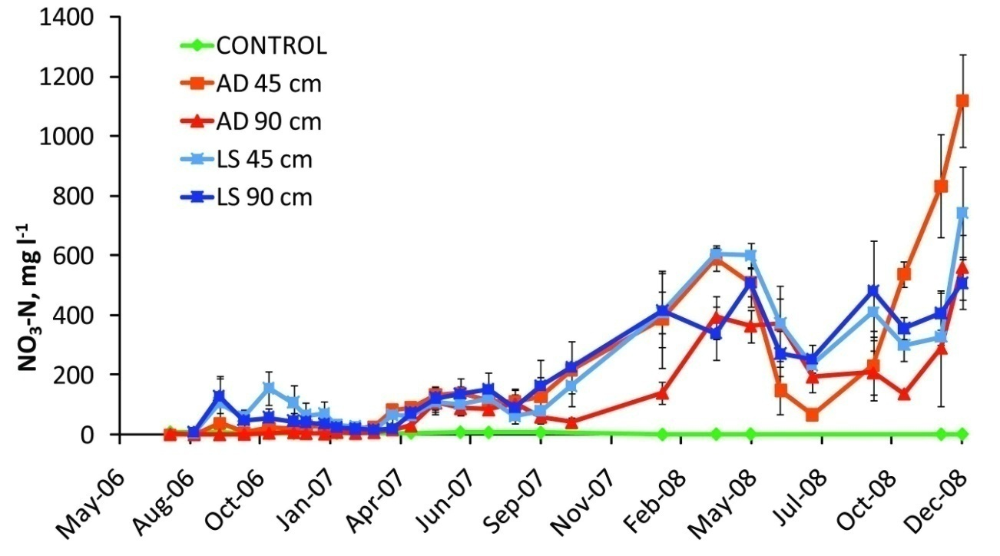 1400
1200
1000
800
600
400
200
0
NO₃-N, mg l⁻¹
CONTROL
AD 45 cm
AD 90 cm
LS 45 cm
LS 90 cm
May-06
Aug-06
Oct-06
Jan-07
Apr-07
Jun-07
Sep-07
Nov-07
Feb-08
May-08
Jul-08
Oct-08
Dec-08